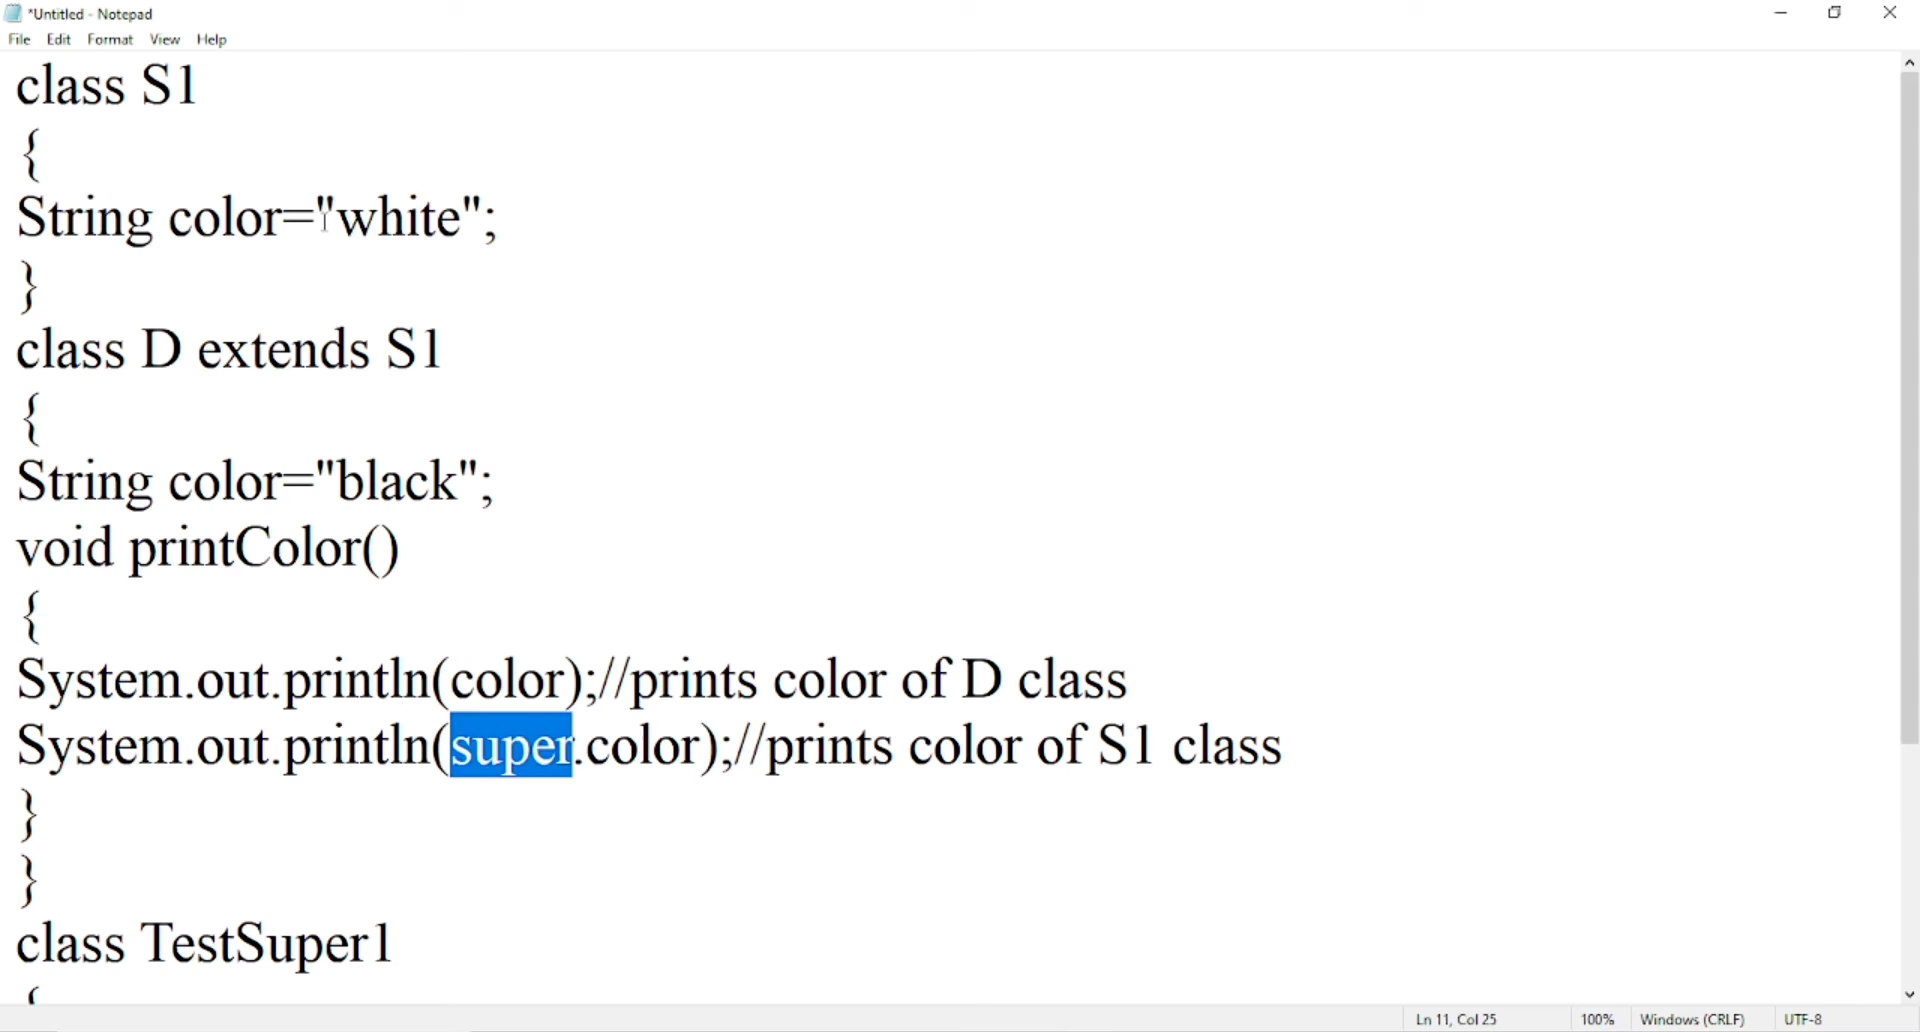 *Untitled - Notepad
File Edit Format View Help
class S1
{
String color="white";
}
class D extends S1
{
String color="black";
void printColor()
{
System.out.println(color);//prints color of D class
System.out.println(super.color);//prints color of S1 class
}
}
class TestSuper1
{
Ln 11, Col 25 100% Windows (CRLF) UTF-8